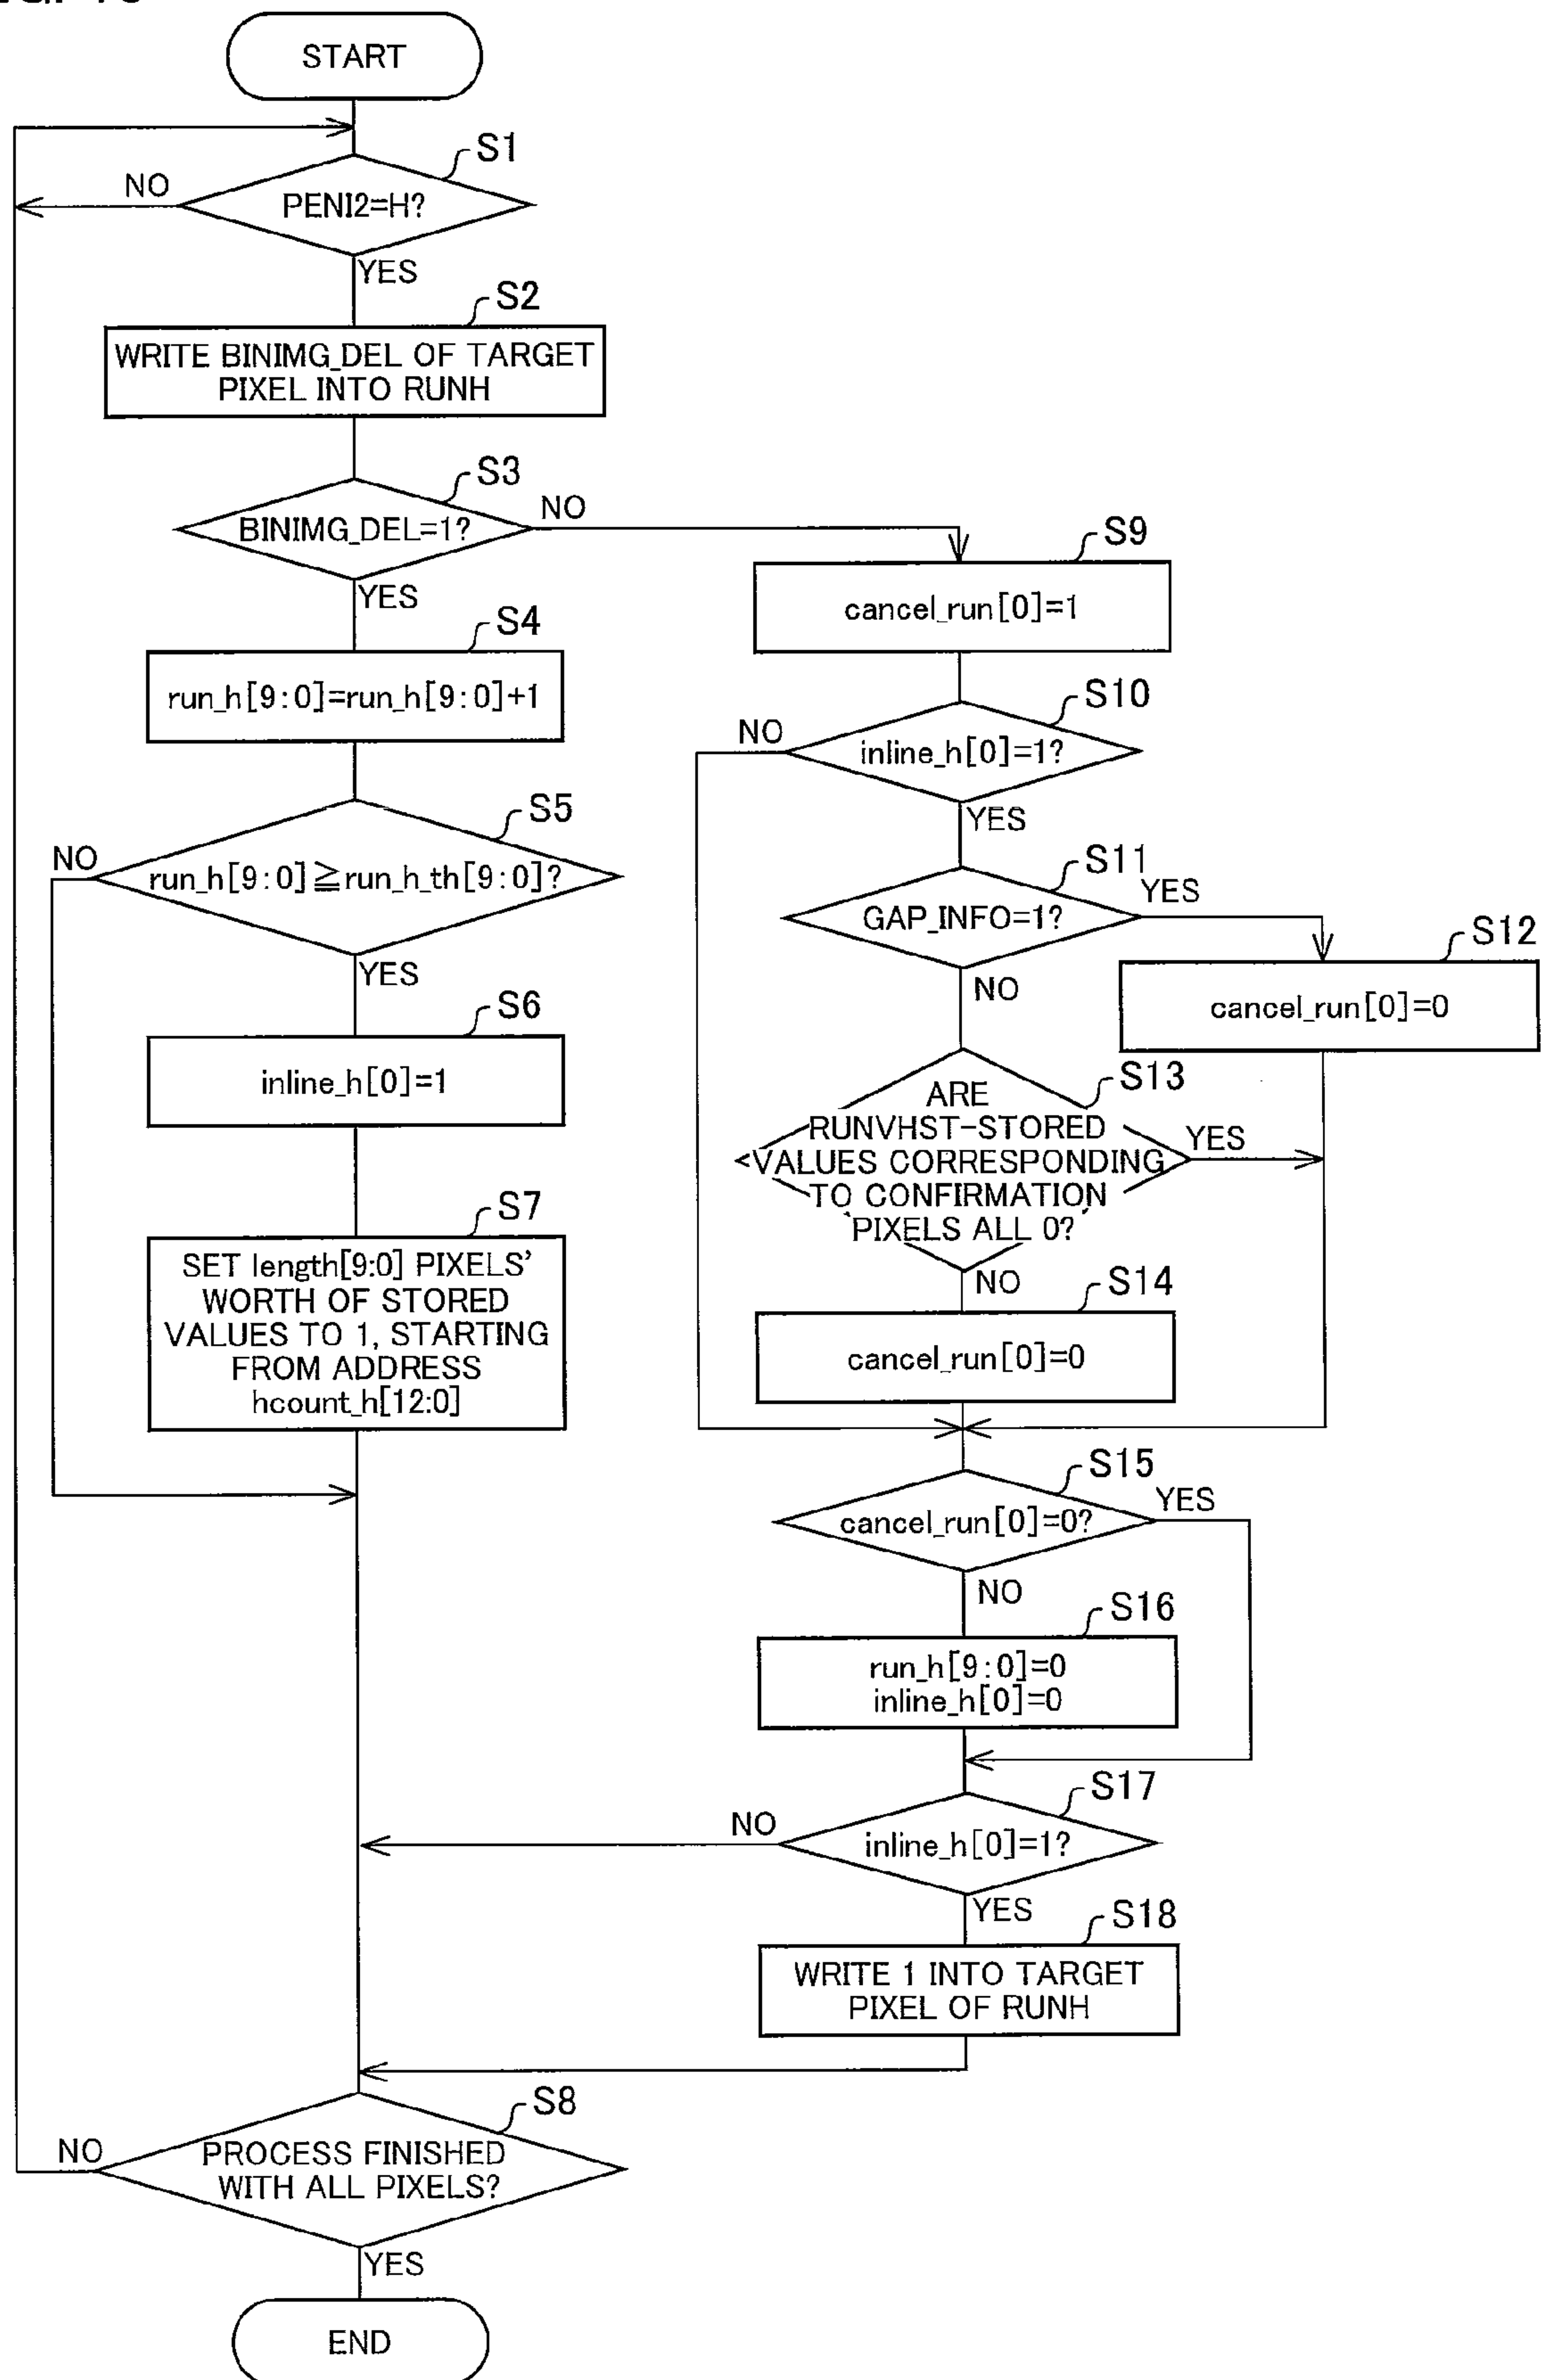 START
S1
NO
PENI2=H?
YES
S2
WRITE BINIMG_DEL OF TARGET
PIXEL INTO RUNH
S3
NO
BINIMG_DEL=1?
YES
S4
run_h[9:0]=run_h[9:0]+1
S5
NO
run_h[9:0]≧run_h_th[9:0]?
YES
S6
inline_h[0]=1
S7
SET length[9:0] PIXELS'
WORTH OF STORED
VALUES TO 1, STARTING
FROM ADDRESS
hcount_h[12:0]
S9
cancel_run[0]=1
S10
NO
inline_h[0]=1?
YES
S11
YES
GAP_INFO=1?
NO
S12
cancel_run[0]=0
S13
ARE
RUNVHST-STORED
VALUES CORRESPONDING
TO CONFIRMATION
PIXELS ALL 0?
YES
NO
S14
cancel_run[0]=0
S15
YES
cancel_run[0]=0?
NO
S16
run_h[9:0]=0
inline_h[0]=0
S17
NO
inline_h[0]=1?
YES
S18
WRITE 1 INTO TARGET
PIXEL OF RUNH
S8
NO
PROCESS FINISHED
WITH ALL PIXELS?
YES
END